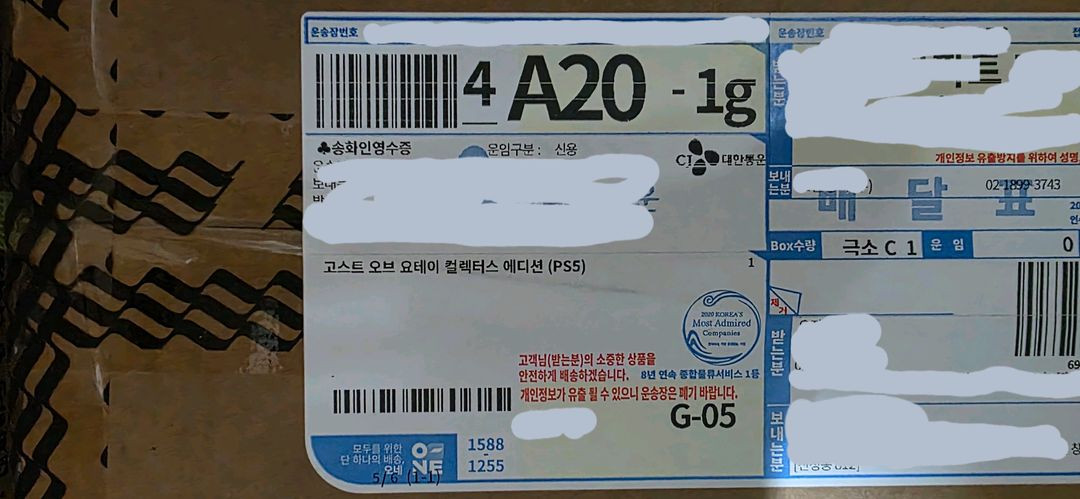 운송장번호
4 A20 - 1g
♣송화인영수증
운임구분 : 신용
CJ 대한통운
고스트 오브 요테이 컬렉터스 에디션 (PS5) 1
2020 KOREA'S
Most Admired
Companies
고객님(받는분)의 소중한 상품을
안전하게 배송하겠습니다. 8년 연속 종합물류서비스 1등
개인정보가 유출 될 수 있으니 운송장은 폐기 바랍니다.
G-05
모두를 위한
단 하나의 배송,
오네
ONE
1588
-
1255
5/6 (1-1)
운송장번호
개인정보 유출방지를 위하여 성명
보내는분
02-1899-3743
배 달 표
Box수량 극소 C 1 운 임 0
제거
받는분
69
보내는분